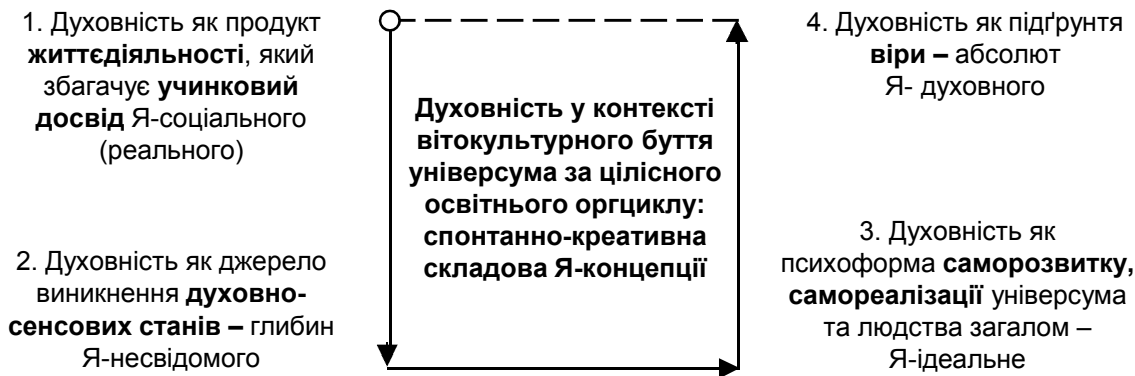 1. Духовність як продукт
життєдіяльності, який
збагачує учинковий
досвід Я-соціального
(реального)
2. Духовність як джерело
виникнення духовно-
сенсових станів – глибин
Я-несвідомого
Духовність у контексті
вітокультурного буття
універсума за цілісного
освітнього оргциклу:
спонтанно-креативна
складова Я-концепції
4. Духовність як підґрунтя
віри – абсолют
Я- духовного
3. Духовність як
психоформа саморозвитку,
самореалізації універсума
та людства загалом –
Я-ідеальне